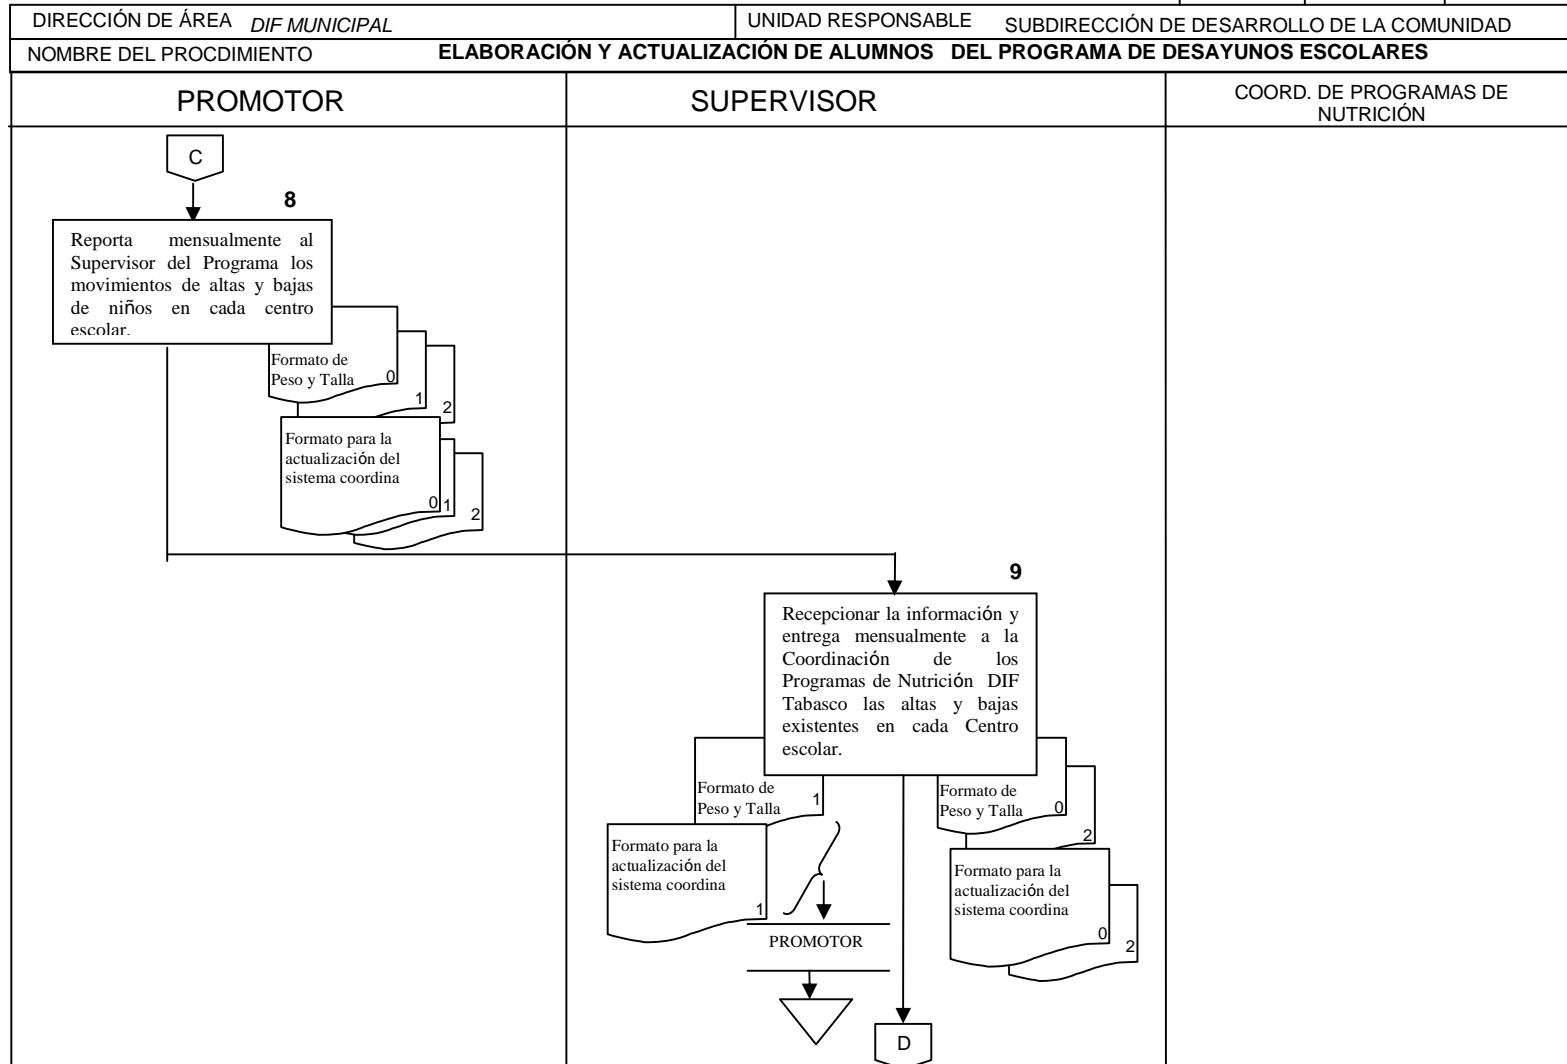 DIRECCIÓN DE ÁREA DIF MUNICIPAL UNIDAD RESPONSABLE SUBDIRECCIÓN DE DESARROLLO DE LA COMUNIDAD
NOMBRE DEL PROCDIMIENTO ELABORACIÓN Y ACTUALIZACIÓN DE ALUMNOS DEL PROGRAMA DE DESAYUNOS ESCOLARES
PROMOTOR
SUPERVISOR
COORD. DE PROGRAMAS DE
NUTRICIÓN
C
8
Reporta mensualmente al
Supervisor del Programa los
movimientos de altas y bajas
de niños en cada centro
escolar.
Formato de
Peso y Talla
0
1
2
Formato para la
actualización del
sistema coordina
0
1
2
9
Recepcionar la información y
entrega mensualmente a la
Coordinación de los
Programas de Nutrición DIF
Tabasco las altas y bajas
existentes en cada Centro
escolar.
Formato de
Peso y Talla
1
Formato para la
actualización del
sistema coordina
1
PROMOTOR
Formato de
Peso y Talla
0
2
Formato para la
actualización del
sistema coordina
0
2
D